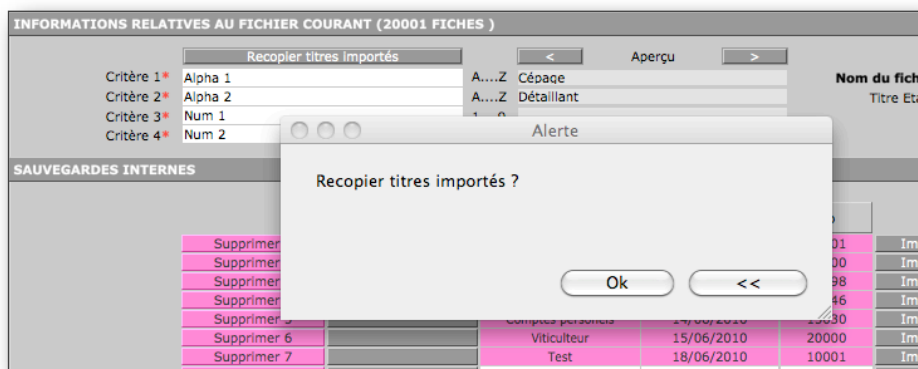 INFORMATIONS RELATIVES AU FICHIER COURANT (20001 FICHES )
Recopier titres importés < Aperçu >
Critère 1* Alpha 1 A....Z Cépage Nom du fich
Critère 2* Alpha 2 A....Z Détaillant Titre Eta
Critère 3* Num 1
Critère 4* Num 2
Alerte
Recopier titres importés ?
Ok <<
SAUVEGARDES INTERNES
Supprimer 01 Im
Supprimer 00 Im
Supprimer 98 Im
Supprimer 46 Im
Supprimer 5 Comptes personels 14/06/2010 Im
Supprimer 6 Viticulteur 15/06/2010 20000 Im
Supprimer 7 Test 18/06/2010 10001 Im